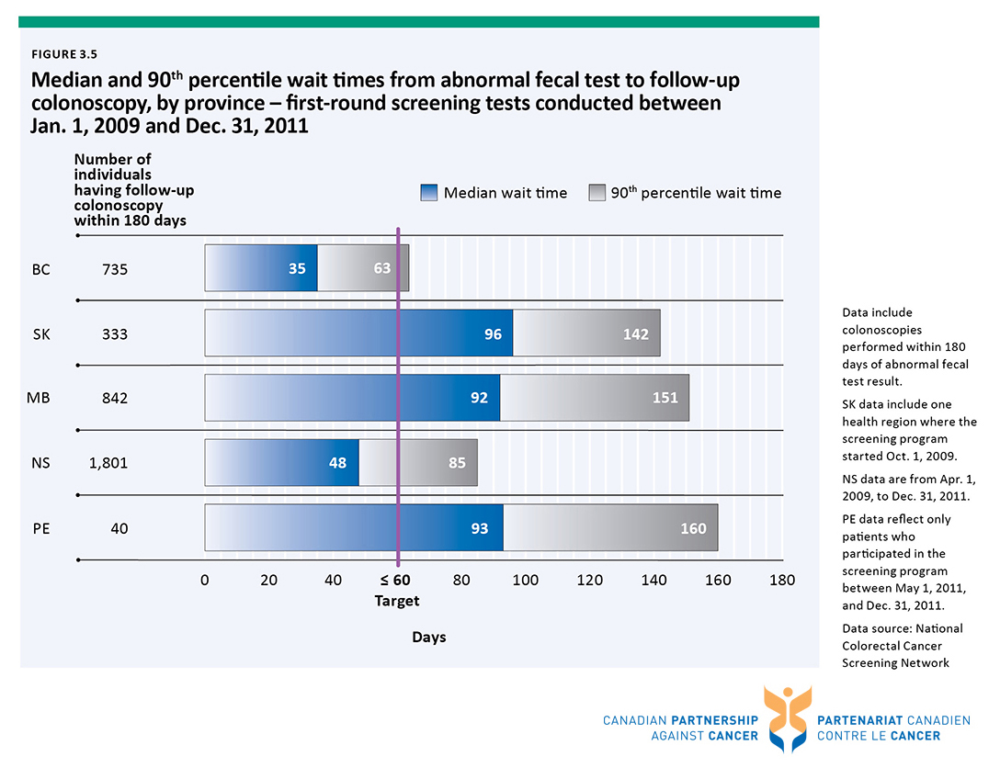 FIGURE 3.5
Median and 90th percentile wait times from abnormal fecal test to follow-up
colonoscopy, by province – first-round screening tests conducted between
Jan. 1, 2009 and Dec. 31, 2011
Number of
individuals
having follow-up
colonoscopy
within 180 days
Median wait time
90th percentile wait time
BC 735 35 63
SK 333 96 142
MB 842 92 151
NS 1,801 48 85
PE 40 93 160
0 20 40 ≤ 60 80 100 120 140 160 180
Target
Days
Data include
colonoscopies
performed within 180
days of abnormal fecal
test result.
SK data include one
health region where the
screening program
started Oct. 1, 2009.
NS data are from Apr. 1,
2009, to Dec. 31, 2011.
PE data reflect only
patients who
participated in the
screening program
between May 1, 2011,
and Dec. 31, 2011.
Data source: National
Colorectal Cancer
Screening Network
CANADIAN PARTNERSHIP
AGAINST CANCER
PARTENARIAT CANADIEN
CONTRE LE CANCER